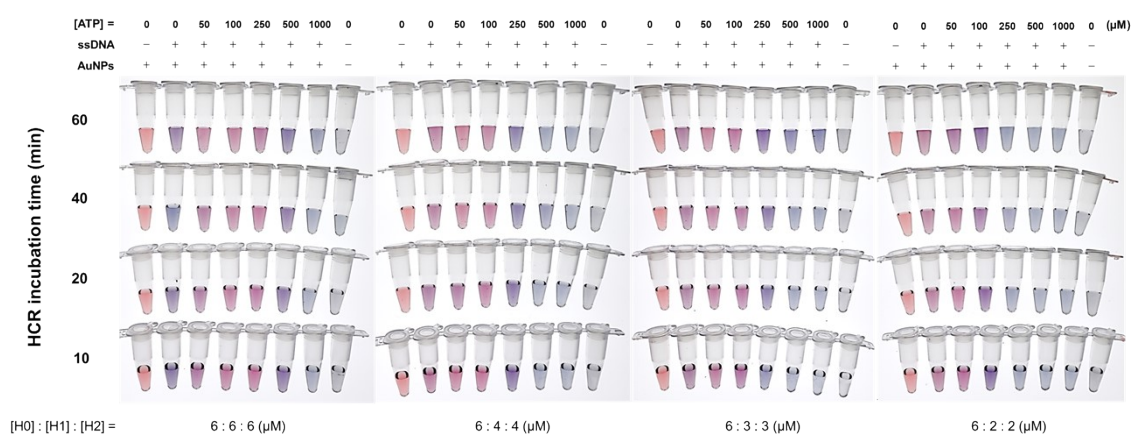 [ATP] = 0 0 50 100 250 500 1000 0 0 0 50 100 250 500 1000 0 0 0 50 100 250 500 1000 0 0 0 50 100 250 500 1000 0 (µM)
ssDNA − + + + + + + − − + + + + + + − − + + + + + + − − + + + + + + −
AuNPs + + + + + + + − + + + + + + + − + + + + + + + − + + + + + + + −
HCR incubation time (min)
60
40
20
10
[H0] : [H1] : [H2] = 6 : 6 : 6 (µM) 6 : 4 : 4 (µM) 6 : 3 : 3 (µM) 6 : 2 : 2 (µM)